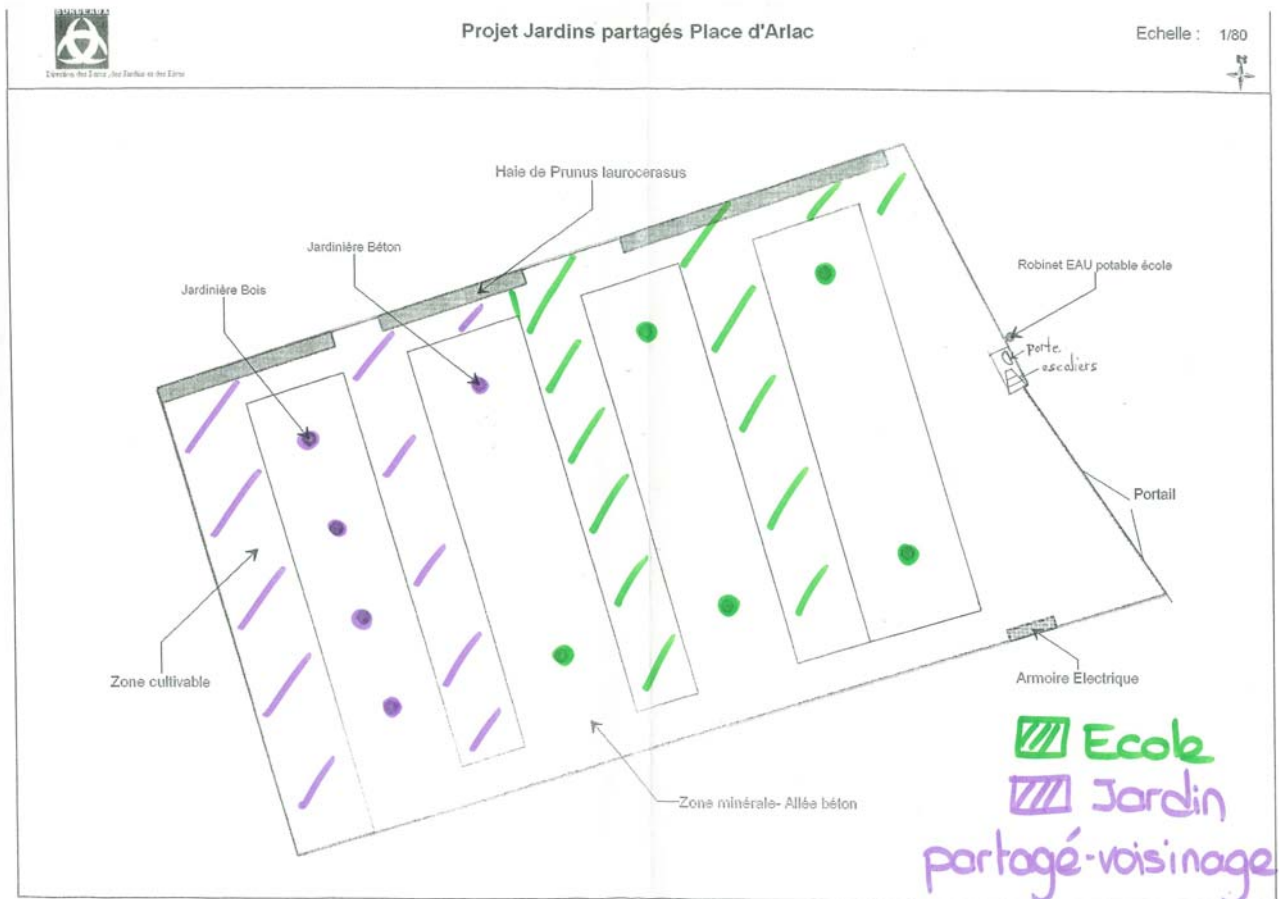 BORDEAUX
Projet Jardins partagés Place d'Arlac
Echelle : 1/80
N
Haie de Prunus laurocerasus
Jardinière Béton
Jardinière Bois
Robinet EAU potable école
porte.
escaliers
Portail
Zone cultivable
Armoire Electrique
Zone minérale- Allée béton
Ecole
Jardin
partagé-voisinage